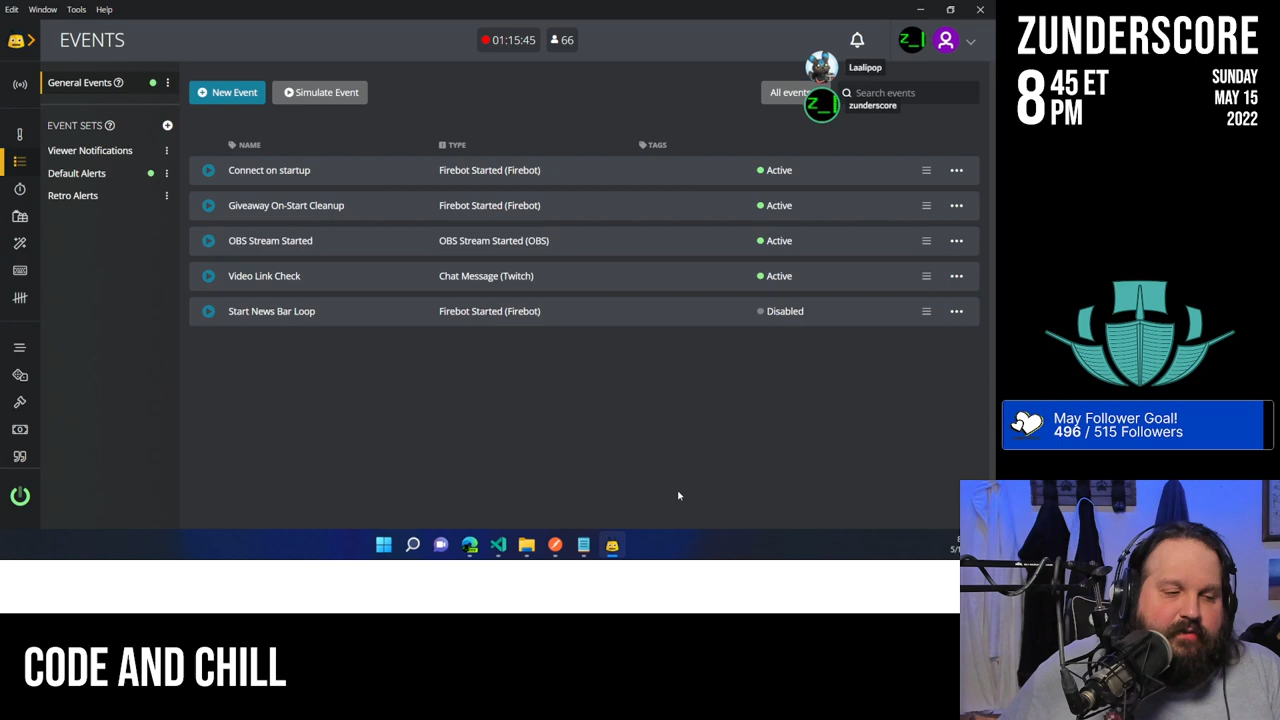 Edit Window Tools Help
EVENTS
01:15:45
66
General Events
EVENT SETS
Viewer Notifications
Default Alerts
Retro Alerts
New Event
Simulate Event
All events
Search events
Laalipop
z_|
zunderscore
NAME TYPE TAGS
Connect on startup Firebot Started (Firebot) Active
Giveaway On-Start Cleanup Firebot Started (Firebot) Active
OBS Stream Started OBS Stream Started (OBS) Active
Video Link Check Chat Message (Twitch) Active
Start News Bar Loop Firebot Started (Firebot) Disabled
ZUNDERSCORE
8 45 PM ET
SUNDAY
MAY 15
2022
May Follower Goal!
496 / 515 Followers
CODE AND CHILL